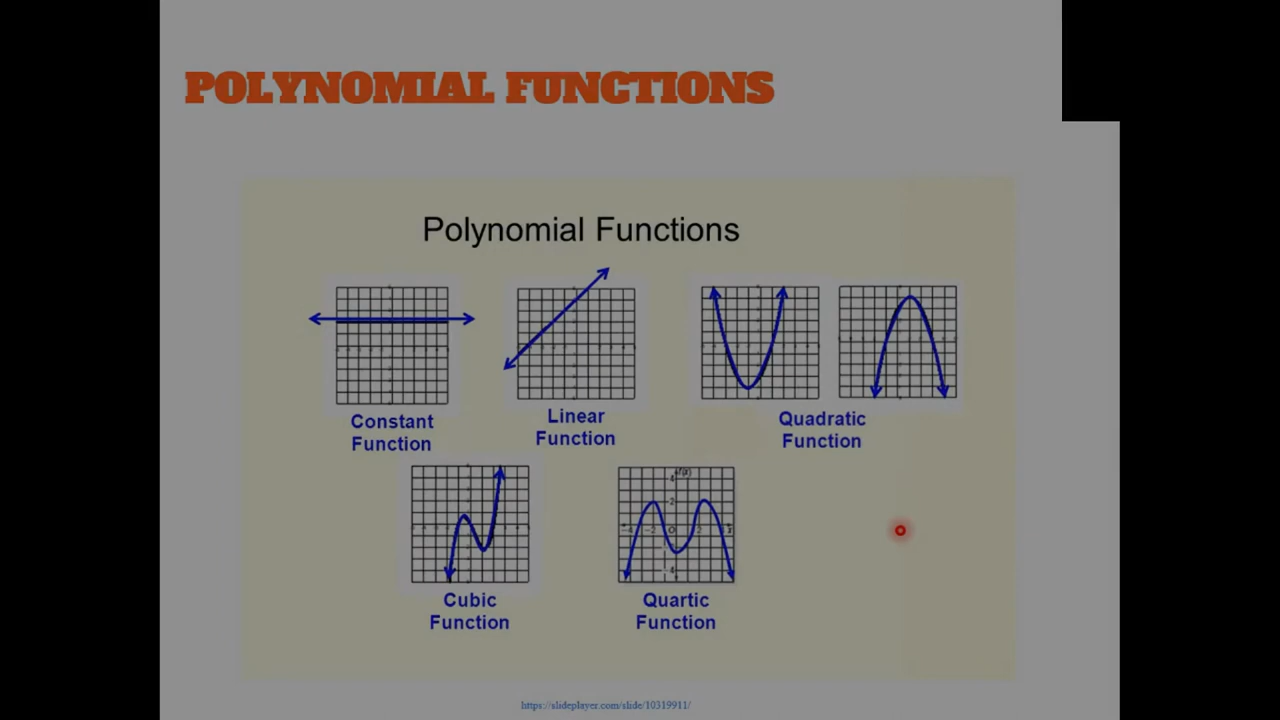 POLYNOMIAL FUNCTIONS
Polynomial Functions
Constant
Function
Linear
Function
Quadratic
Function
Cubic
Function
Quartic
Function
https://slideplayer.com/slide/10319911/